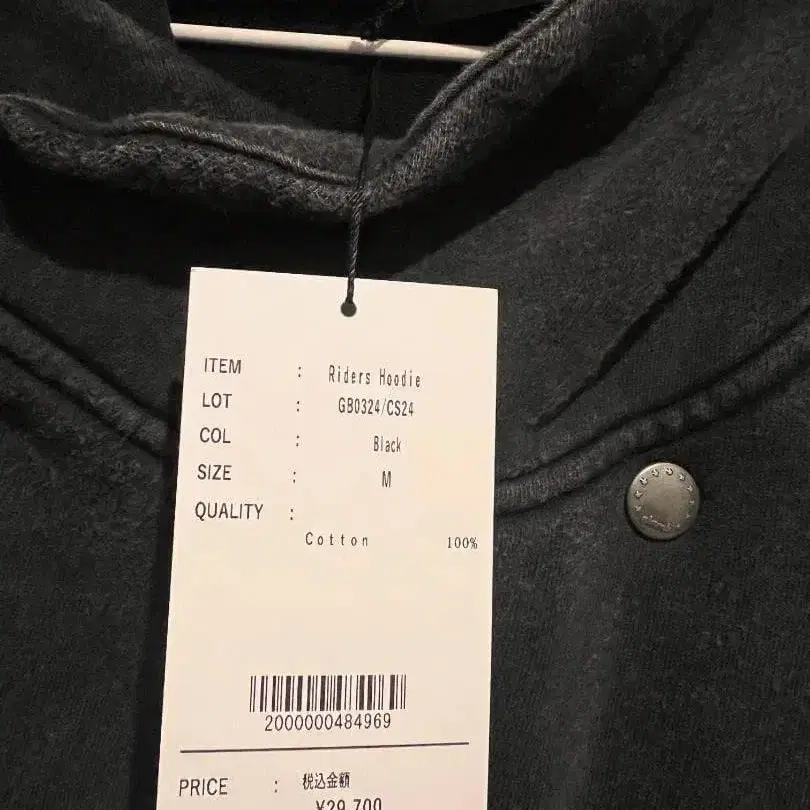 ITEM : Riders Hoodie
LOT : GB0324/CS24
COL : Black
SIZE : M
QUALITY :
Cotton 100%
2000000484969
PRICE : 税込金額
¥29,700